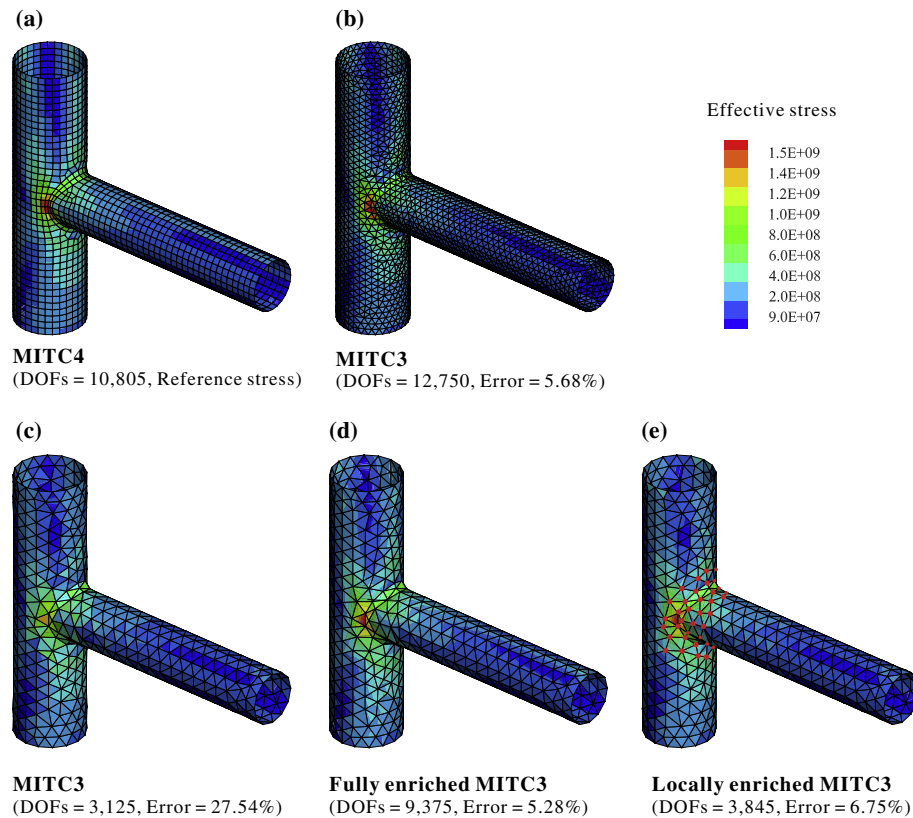 (a)
(b)
Effective stress
1.5E+09
1.4E+09
1.2E+09
1.0E+09
8.0E+08
6.0E+08
4.0E+08
2.0E+08
9.0E+07
MITC4
(DOFs = 10,805, Reference stress)
MITC3
(DOFs = 12,750, Error = 5.68%)
(c)
(d)
(e)
MITC3
(DOFs = 3,125, Error = 27.54%)
Fully enriched MITC3
(DOFs = 9,375, Error = 5.28%)
Locally enriched MITC3
(DOFs = 3,845, Error = 6.75%)